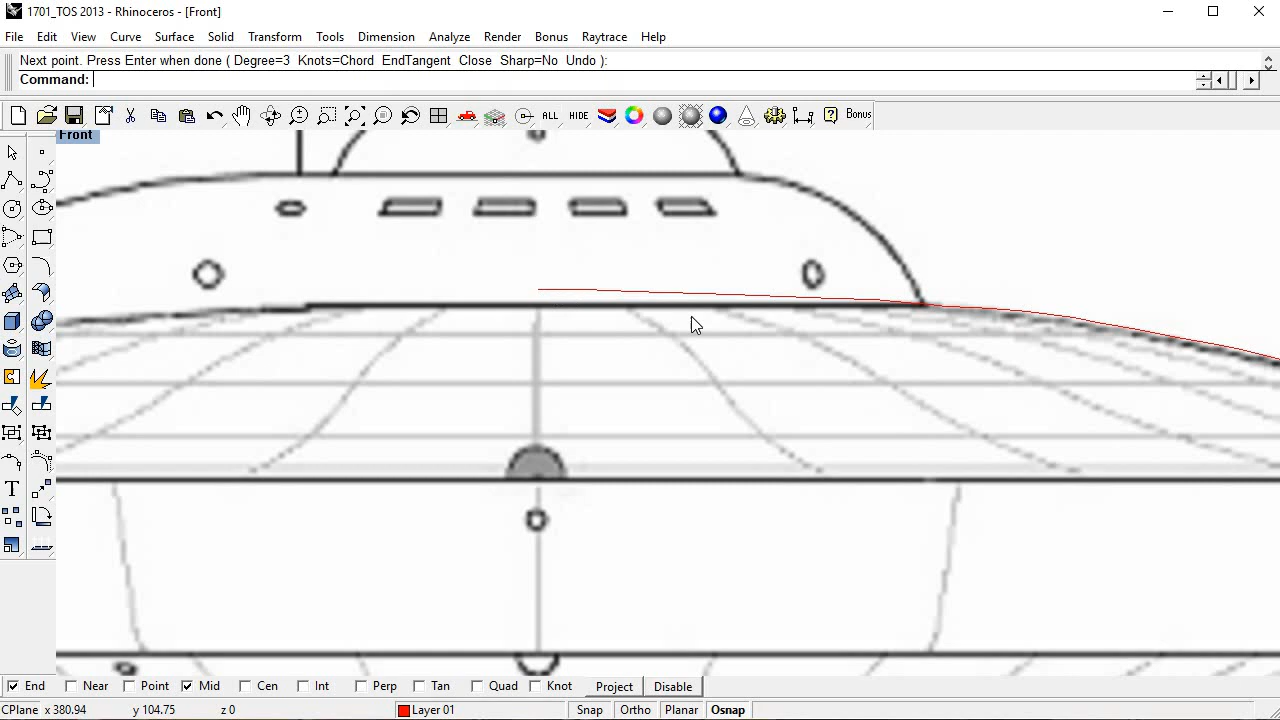 1701_TOS 2013 - Rhinoceros - [Front]
File Edit View Curve Surface Solid Transform Tools Dimension Analyze Render Bonus Raytrace Help
Next point. Press Enter when done ( Degree=3 Knots=Chord EndTangent Close Sharp=No Undo ):
Command:
ALL HIDE Bonus
Front
T
End Near Point Mid Cen Int Perp Tan Quad Knot Project Disable
CPlane x 380.94 y 104.75 z 0 Layer 01 Snap Ortho Planar Osnap